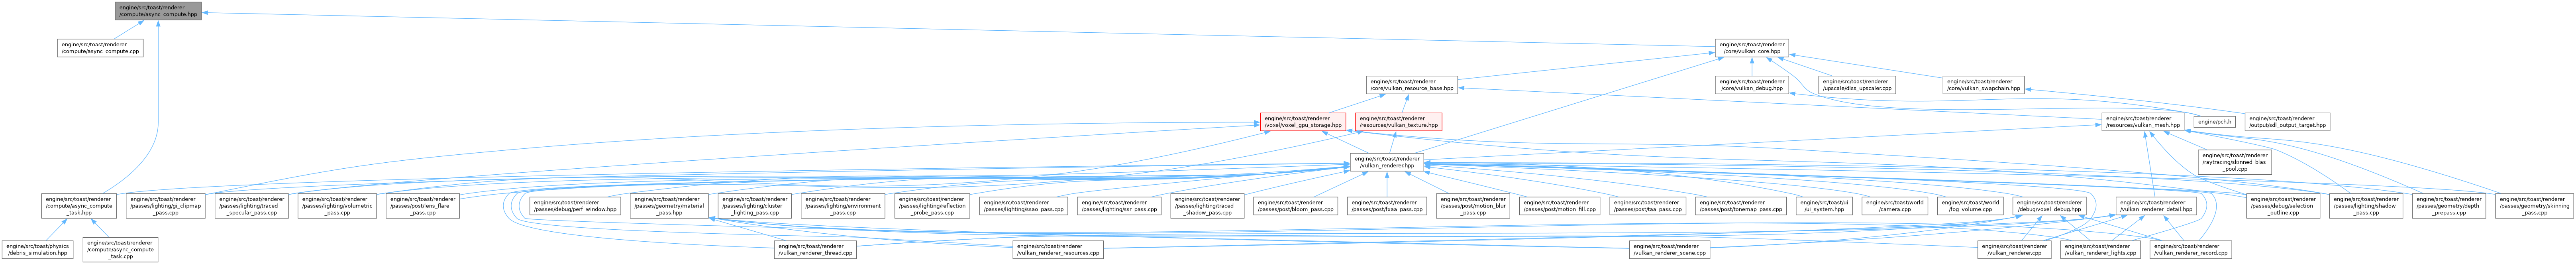 engine/src/toast/renderer
/compute/async_compute.hpp
engine/src/toast/renderer
/compute/async_compute.cpp
engine/src/toast/renderer
/core/vulkan_core.hpp
engine/src/toast/renderer
/core/vulkan_resource_base.hpp
engine/src/toast/renderer
/core/vulkan_debug.hpp
engine/src/toast/renderer
/upscale/dlss_upscaler.cpp
engine/src/toast/renderer
/core/vulkan_swapchain.hpp
engine/src/toast/renderer
/voxel/voxel_gpu_storage.hpp
engine/src/toast/renderer
/resources/vulkan_texture.hpp
engine/src/toast/renderer
/resources/vulkan_mesh.hpp
engine/pch.h
engine/src/toast/renderer
/output/sdl_output_target.hpp
engine/src/toast/renderer
/vulkan_renderer.hpp
engine/src/toast/renderer
/raytracing/skinned_blas
_pool.cpp
engine/src/toast/renderer
/compute/async_compute
_task.hpp
engine/src/toast/renderer
/passes/lighting/gi_clipmap
_pass.cpp
engine/src/toast/renderer
/passes/lighting/traced
_specular_pass.cpp
engine/src/toast/renderer
/passes/lighting/volumetric
_pass.cpp
engine/src/toast/renderer
/passes/post/lens_flare
_pass.cpp
engine/src/toast/renderer
/passes/debug/perf_window.hpp
engine/src/toast/renderer
/passes/geometry/material
_pass.hpp
engine/src/toast/renderer
/passes/lighting/cluster
_lighting_pass.cpp
engine/src/toast/renderer
/passes/lighting/environment
_pass.cpp
engine/src/toast/renderer
/passes/lighting/reflection
_probe_pass.cpp
engine/src/toast/renderer
/passes/lighting/ssao_pass.cpp
engine/src/toast/renderer
/passes/lighting/ssr_pass.cpp
engine/src/toast/renderer
/passes/lighting/traced
_shadow_pass.cpp
engine/src/toast/renderer
/passes/post/bloom_pass.cpp
engine/src/toast/renderer
/passes/post/fxaa_pass.cpp
engine/src/toast/renderer
/passes/post/motion_blur
_pass.cpp
engine/src/toast/renderer
/passes/post/motion_fill.cpp
engine/src/toast/renderer
/passes/post/taa_pass.cpp
engine/src/toast/renderer
/passes/post/tonemap_pass.cpp
engine/src/toast/ui
/ui_system.hpp
engine/src/toast/world
/camera.cpp
engine/src/toast/world
/fog_volume.cpp
engine/src/toast/renderer
/debug/voxel_debug.hpp
engine/src/toast/renderer
/vulkan_renderer_detail.hpp
engine/src/toast/renderer
/passes/debug/selection
_outline.cpp
engine/src/toast/renderer
/passes/lighting/shadow
_pass.cpp
engine/src/toast/renderer
/passes/geometry/depth
_prepass.cpp
engine/src/toast/renderer
/passes/geometry/skinning
_pass.cpp
engine/src/toast/physics
/debris_simulation.hpp
engine/src/toast/renderer
/compute/async_compute
_task.cpp
engine/src/toast/renderer
/vulkan_renderer_thread.cpp
engine/src/toast/renderer
/vulkan_renderer_resources.cpp
engine/src/toast/renderer
/vulkan_renderer_scene.cpp
engine/src/toast/renderer
/vulkan_renderer.cpp
engine/src/toast/renderer
/vulkan_renderer_lights.cpp
engine/src/toast/renderer
/vulkan_renderer_record.cpp